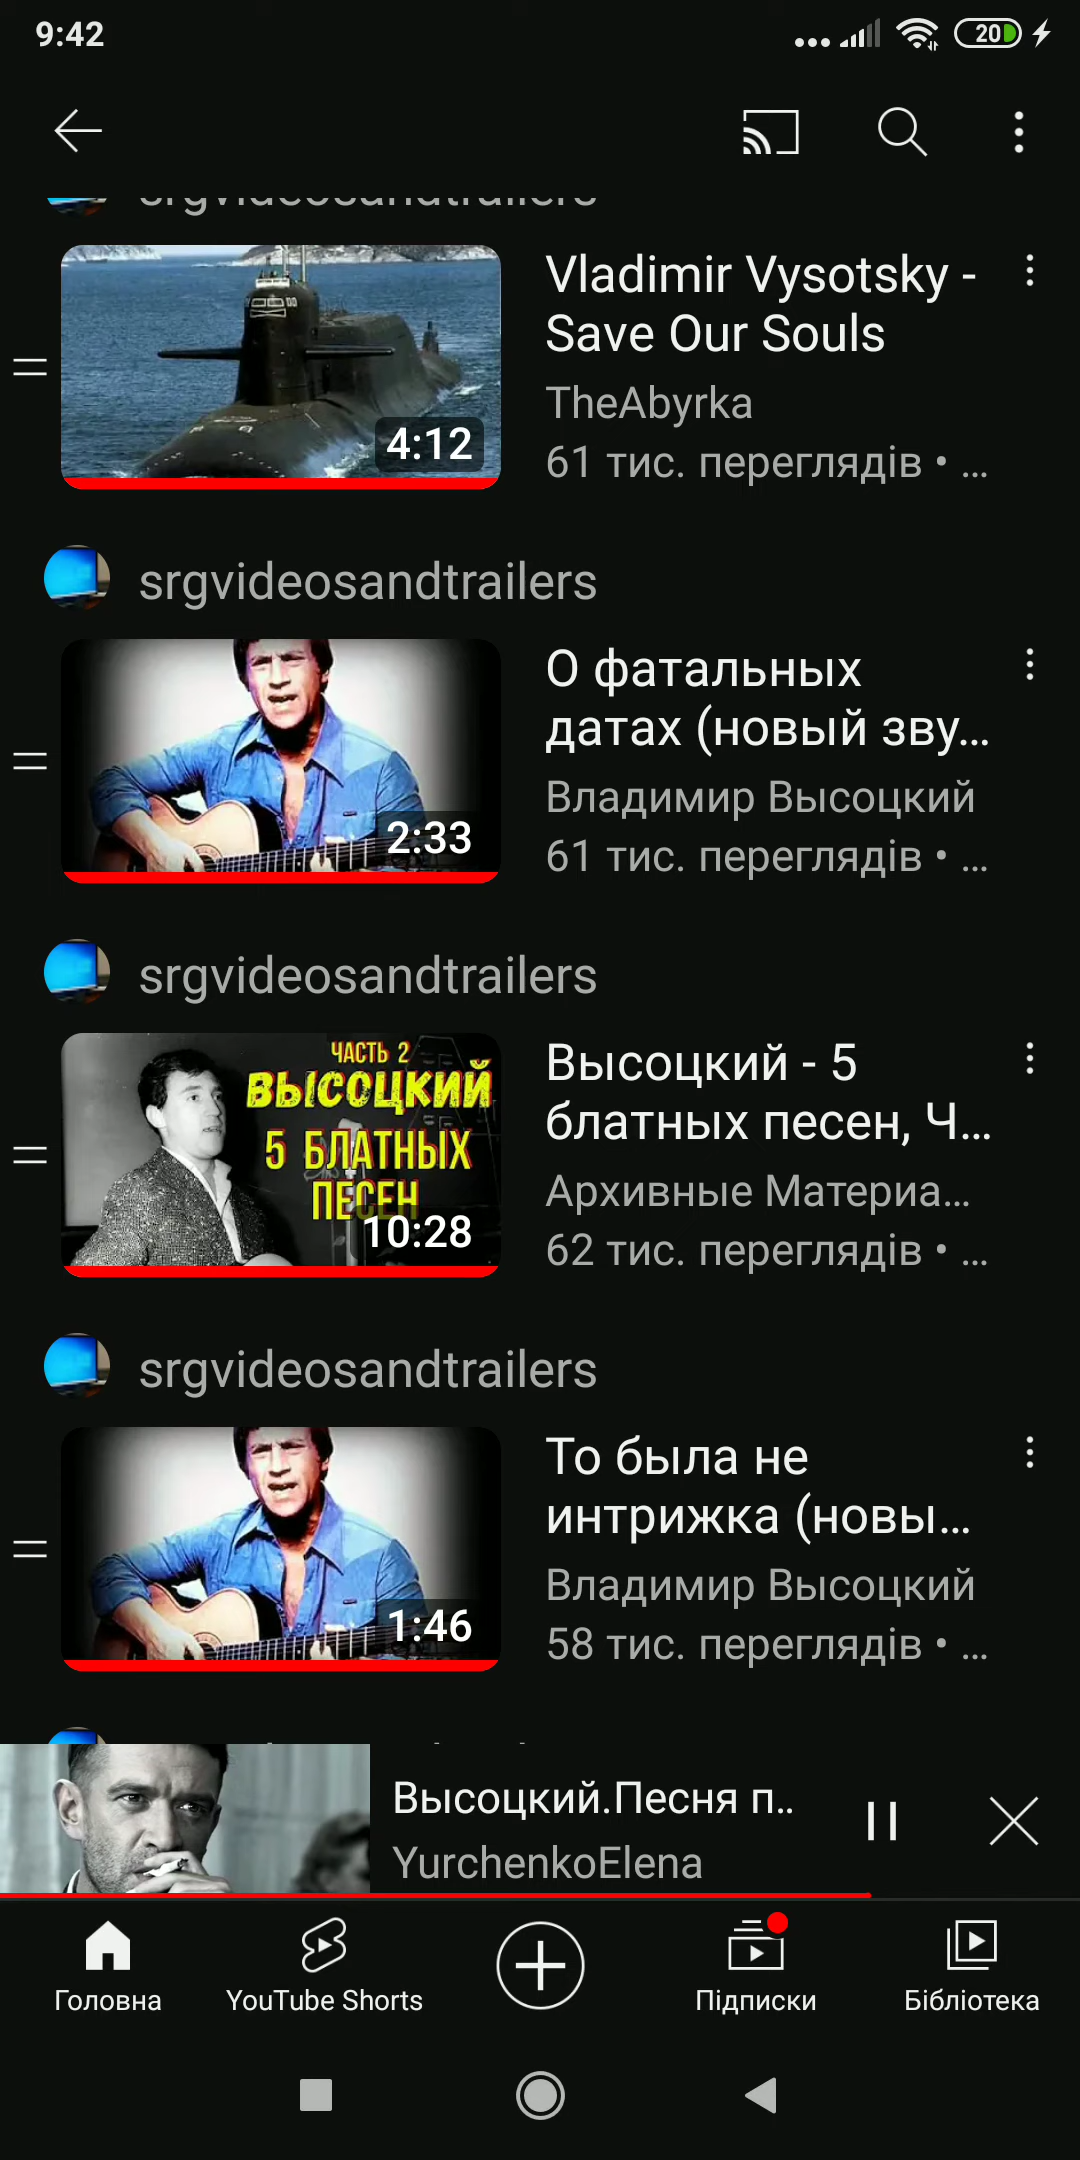 9:42
20
srgvideosandtrailers
Vladimir Vysotsky -
Save Our Souls
TheAbyrka
61 тис. переглядів • ...
4:12
srgvideosandtrailers
О фатальных
датах (новый зву...
Владимир Высоцкий
61 тис. переглядів • ...
2:33
srgvideosandtrailers
ЧАСТЬ 2
ВЫСОЦКИЙ
5 БЛАТНЫХ
ПЕСЕН
10:28
Высоцкий - 5
блатных песен, Ч...
Архивные Материа...
62 тис. переглядів • ...
srgvideosandtrailers
То была не
интрижка (новы...
Владимир Высоцкий
58 тис. переглядів • ...
1:46
Высоцкий.Песня п..
YurchenkoElena
Головна
YouTube Shorts
Підписки
Бібліотека